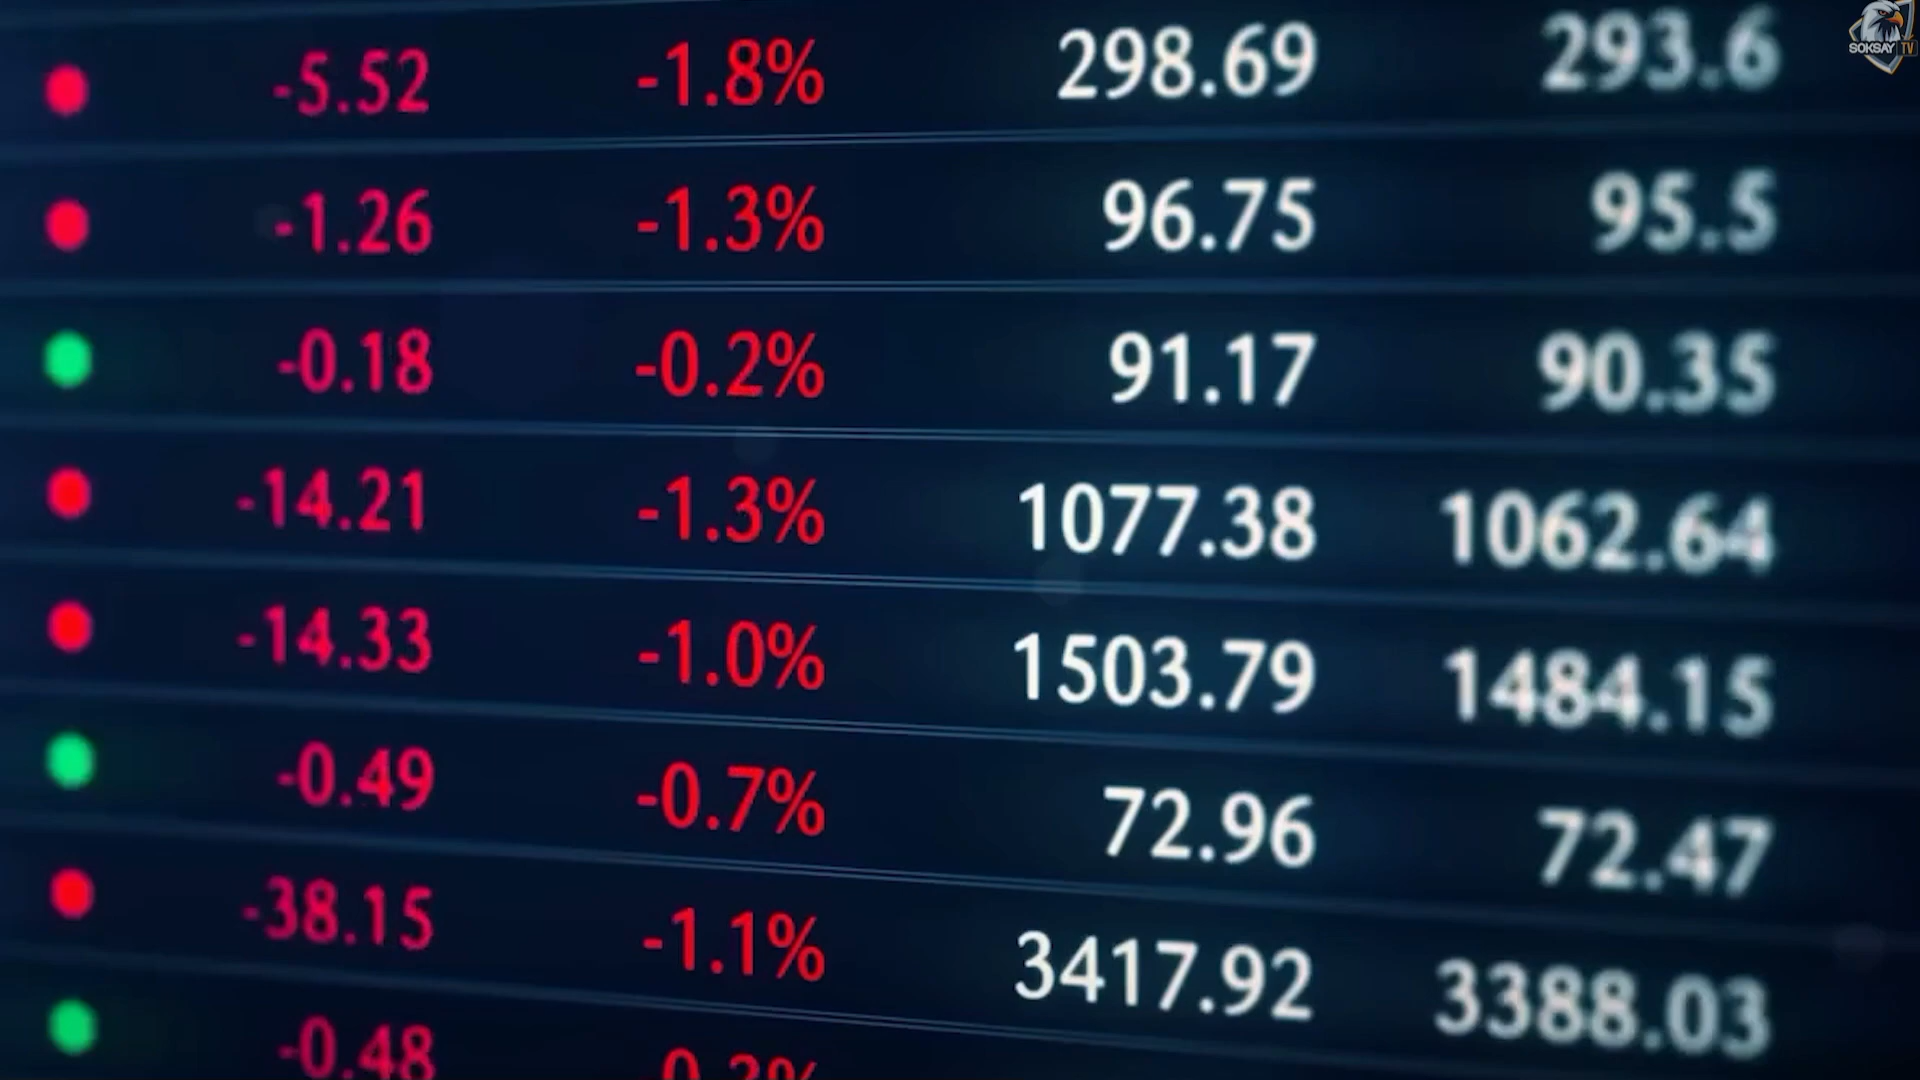 -5.52 -1.8% 298.69 293.6
SOKSAY TV
-1.26 -1.3% 96.75 95.5
-0.18 -0.2% 91.17 90.35
-14.21 -1.3% 1077.38 1062.64
-14.33 -1.0% 1503.79 1484.15
-0.49 -0.7% 72.96 72.47
-38.15 -1.1% 3417.92 3388.03
-0.48